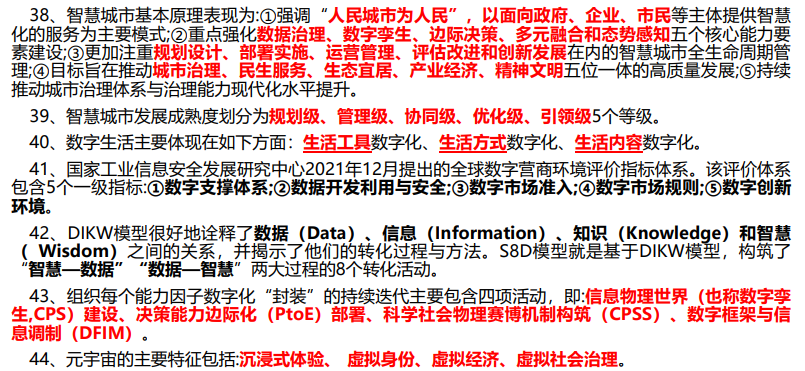 38、智慧城市基本原理表现为:①强调“人民城市为人民”，以面向政府、企业、市民等主体提供智慧
化的服务为主要模式;②重点强化数据治理、数字孪生、边际决策、多元融合和态势感知五个核心能力要
素建设;③更加注重规划设计、部署实施、运营管理、评估改进和创新发展在内的智慧城市全生命周期管
理;④目标旨在推动城市治理、民生服务、生态宜居、产业经济、精神文明五位一体的高质量发展;⑤持续
推动城市治理体系与治理能力现代化水平提升。
39、智慧城市发展成熟度划分为规划级、管理级、协同级、优化级、引领级5个等级。
40、数字生活主要体现在如下方面：生活工具数字化、生活方式数字化、生活内容数字化。
41、国家工业信息安全发展研究中心2021年12月提出的全球数字营商环境评价指标体系。该评价体系
包含5个一级指标:①数字支撑体系;②数据开发利用与安全;③数字市场准入;④数字市场规则;⑤数字创新
环境。
42、DIKW模型很好地诠释了数据（Data）、信息（Information）、知识（Knowledge）和智慧
（ Wisdom）之间的关系，并揭示了他们的转化过程与方法。S8D模型就是基于DIKW模型，构筑了
“智慧—数据”“数据—智慧”两大过程的8个转化活动。
43、组织每个能力因子数字化“封装”的持续迭代主要包含四项活动，即:信息物理世界（也称数字孪
生,CPS）建设、决策能力边际化（PtoE）部署、科学社会物理赛博机制构筑（CPSS）、数字框架与信
息调制（DFIM）。
44、元宇宙的主要特征包括:沉浸式体验、 虚拟身份、虚拟经济、虚拟社会治理。